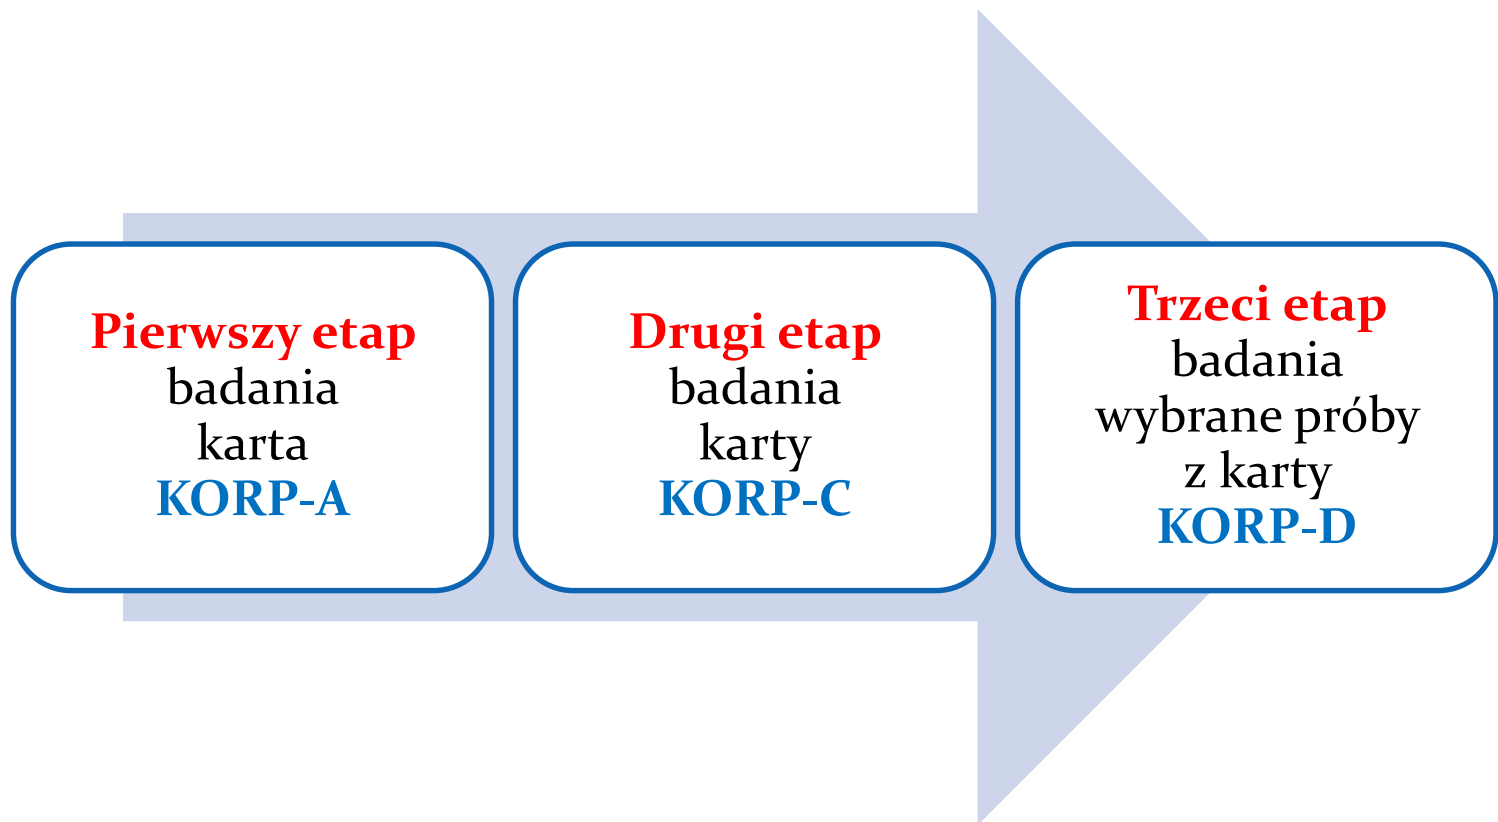 Pierwszy etap
badania
karta
KORP-A
Drugi etap
badania
karty
KORP-C
Trzeci etap
badania
wybrane próby
z karty
KORP-D